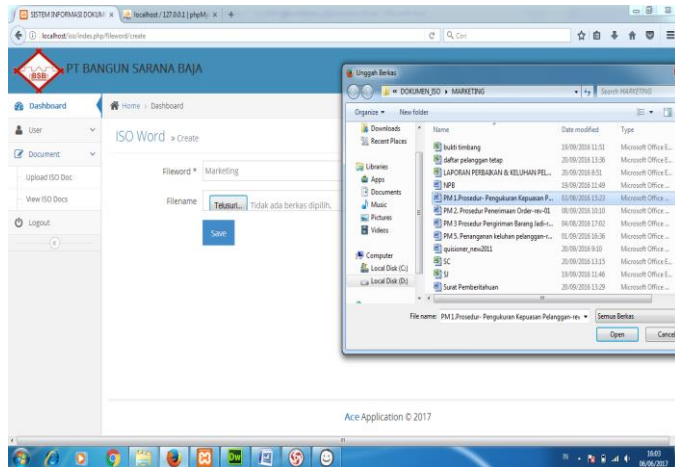 SISTEM INFORMASI DOKUM
localhost / 127.0.0.1 | phpMy
localhost/iso/index.php/fileword/create
Cari
BSB
PT BANGUN SARANA BAJA
Dashboard
User
Document
Upload ISO Doc
View ISO Docs
Logout
Home
Dashboard
ISO Word » Create
Fileword * Marketing
Filename Telusuri... Tidak ada berkas dipilih.
Save
Ace Application © 2017
Unggah Berkas
« DOKUMEN_ISO ▸ MARKETING
Search MARKETING
Organize
New folder
Downloads
Recent Places
Libraries
Apps
Documents
Music
Pictures
Videos
Computer
Local Disk (C:)
Local Disk (D:)
Name Date modified Type
bukti timbang 19/09/2016 11:51 Microsoft Office E...
daftar pelanggan tetap 20/09/2016 13:36 Microsoft Office E...
LAPORAN PERBAIKAN & KELUHAN PEL... 20/09/2016 8:51 Microsoft Office E...
NPB 19/09/2016 11:49 Microsoft Office E...
PM 1.Prosedur- Pengukuran Kepuasan P... 03/08/2016 15:23 Microsoft Office ...
PM 2. Prosedur Penerimaan Order-rev-01 08/09/2016 10:10 Microsoft Office ...
PM 3 Prosedur Pengiriman Barang Jadi-r... 04/08/2016 17:02 Microsoft Office ...
PM 5. Penanganan keluhan pelanggan-r... 01/09/2016 16:36 Microsoft Office ...
quisioner_new2011 20/09/2016 9:10 Microsoft Office ...
SC 20/09/2016 13:15 Microsoft Office E...
SJ 19/09/2016 11:46 Microsoft Office E...
Surat Pemberitahuan 20/09/2016 13:29 Microsoft Office ...
File name: PM 1.Prosedur- Pengukuran Kepuasan Pelanggan-rev
Semua Berkas
Open
Cancel
16:03
06/06/2017